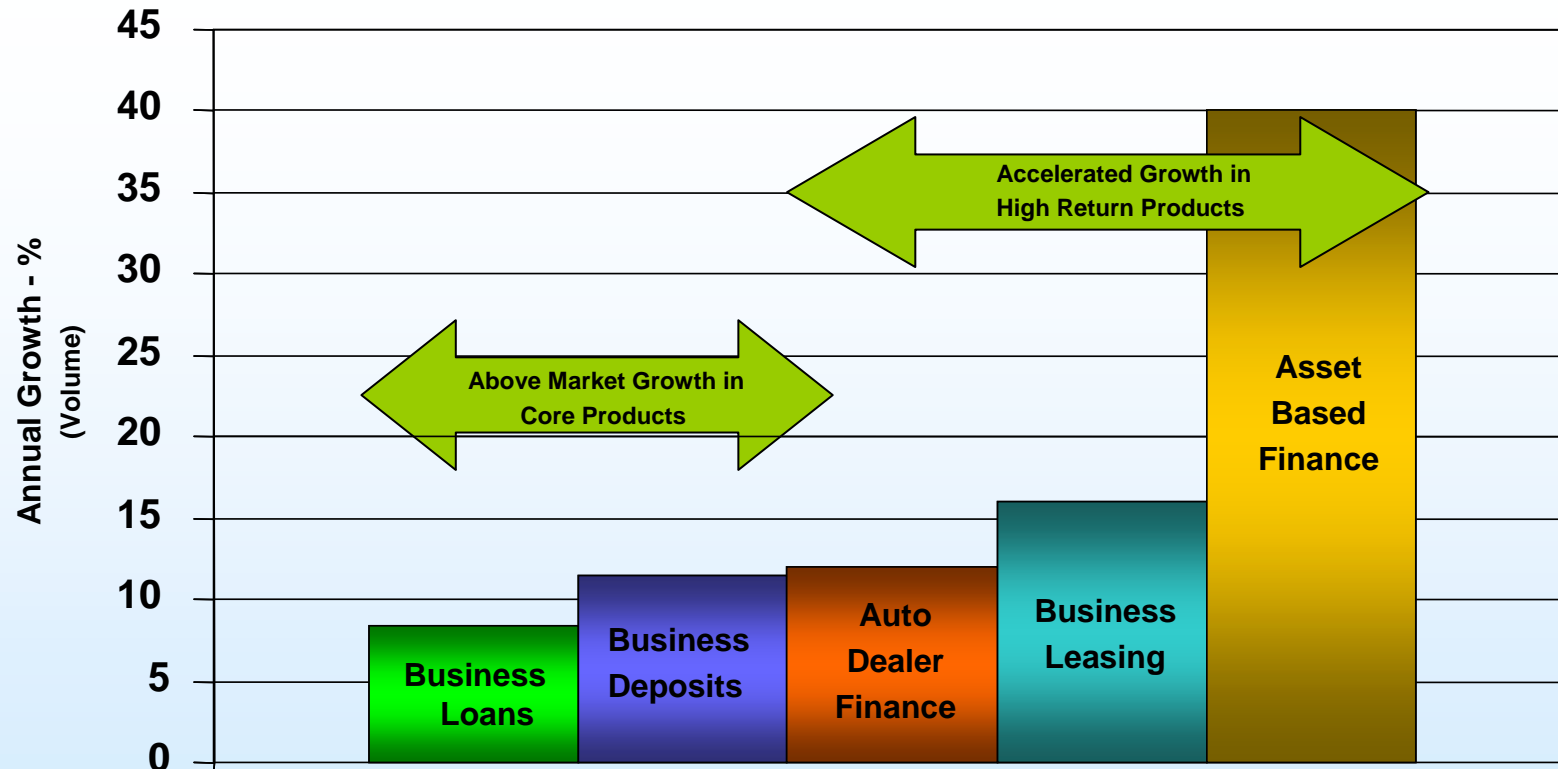 45
40
35
30
25
20
15
10
5
0
Annual Growth - %
(Volume)
Accelerated Growth in
High Return Products
Above Market Growth in
Core Products
Business
Loans
Business
Deposits
Auto
Dealer
Finance
Business
Leasing
Asset
Based
Finance